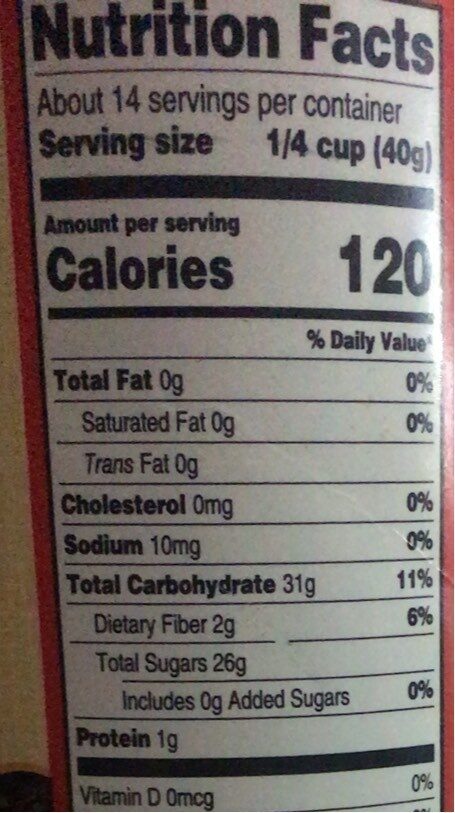 Nutrition Facts
About 14 servings per container
Serving size 1/4 cup (40g)
Amount per serving
Calories 120
% Daily Value*
Total Fat 0g 0%
Saturated Fat 0g 0%
Trans Fat 0g
Cholesterol 0mg 0%
Sodium 10mg 0%
Total Carbohydrate 31g 11%
Dietary Fiber 2g 6%
Total Sugars 26g
Includes 0g Added Sugars 0%
Protein 1g
Vitamin D 0mcg 0%